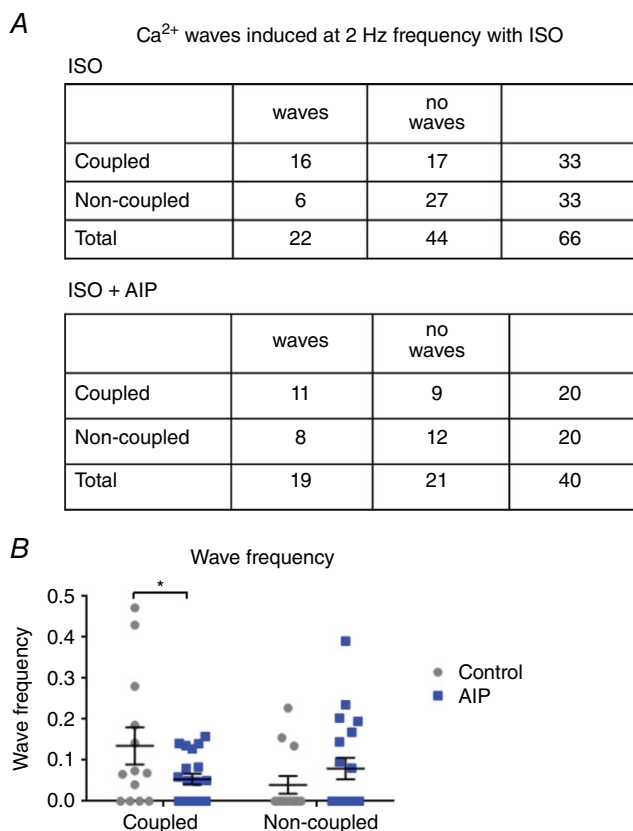 A
Ca2+ waves induced at 2 Hz frequency with ISO
ISO
waves no waves
Coupled 16 17 33
Non-coupled 6 27 33
Total 22 44 66
ISO + AIP
waves no waves
Coupled 11 9 20
Non-coupled 8 12 20
Total 19 21 40
B
Wave frequency
*
Wave frequency
0.5
0.4
0.3
0.2
0.1
0.0
Coupled Non-coupled
Control
AIP